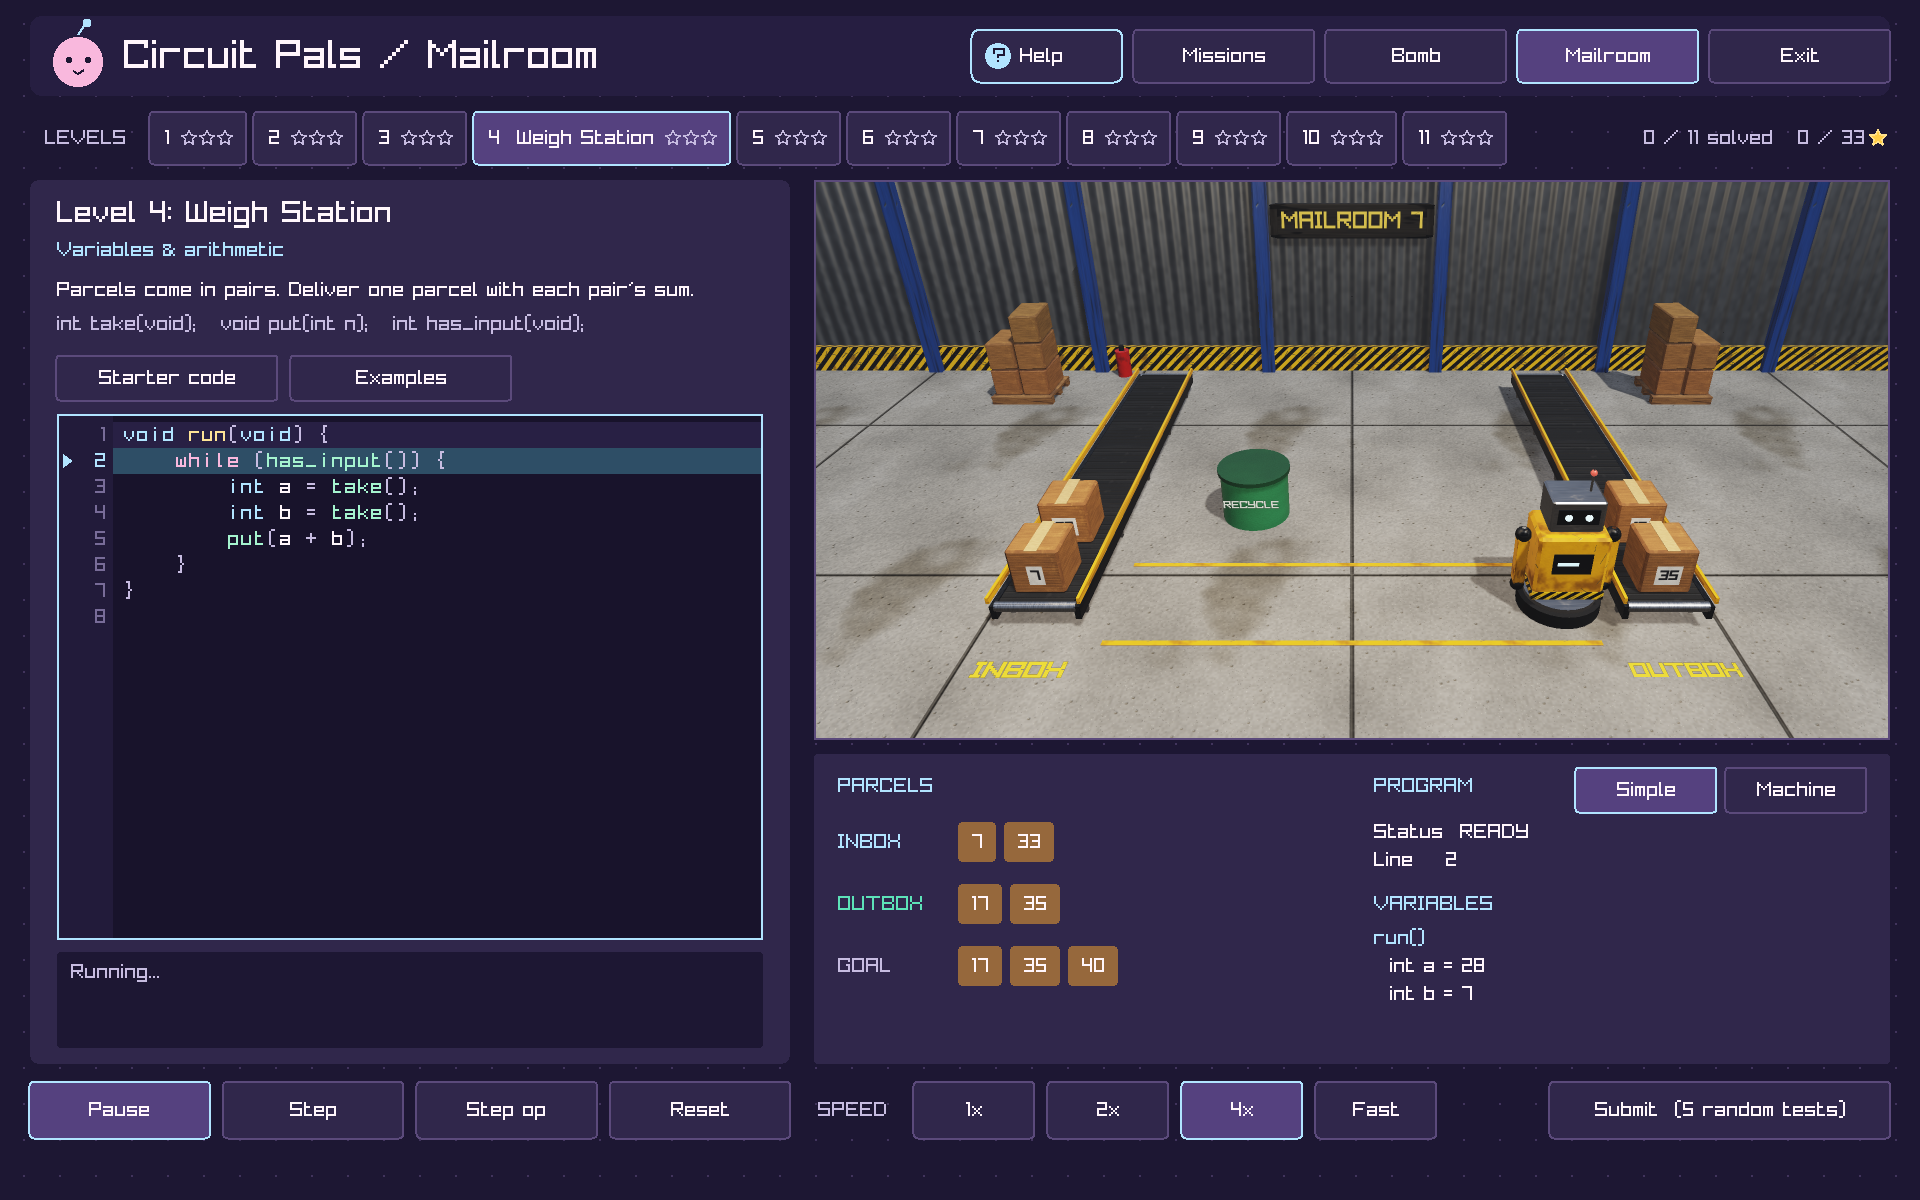 Circuit Pals / Mailroom
? Help
Missions
Bomb
Mailroom
Exit
LEVELS
1
2
3
4 Weigh Station
5
6
7
8
9
10
11
0 / 11 solved 0 / 33
Level 4: Weigh Station
Variables & arithmetic
Parcels come in pairs. Deliver one parcel with each pair's sum.
int take(void); void put(int n); int has_input(void);
Starter code
Examples
1 void run(void) {
2 while (has_input()) {
3 int a = take();
4 int b = take();
5 put(a + b);
6 }
7 }
8
Running...
MAILROOM 7
RECYCLE
7
35
INBOX
OUTBOX
PARCELS
INBOX 7 33
OUTBOX 17 35
GOAL 17 35 40
PROGRAM
Simple
Machine
Status READY
Line 2
VARIABLES
run()
int a = 28
int b = 7
Pause
Step
Step op
Reset
SPEED
1x
2x
4x
Fast
Submit (5 random tests)